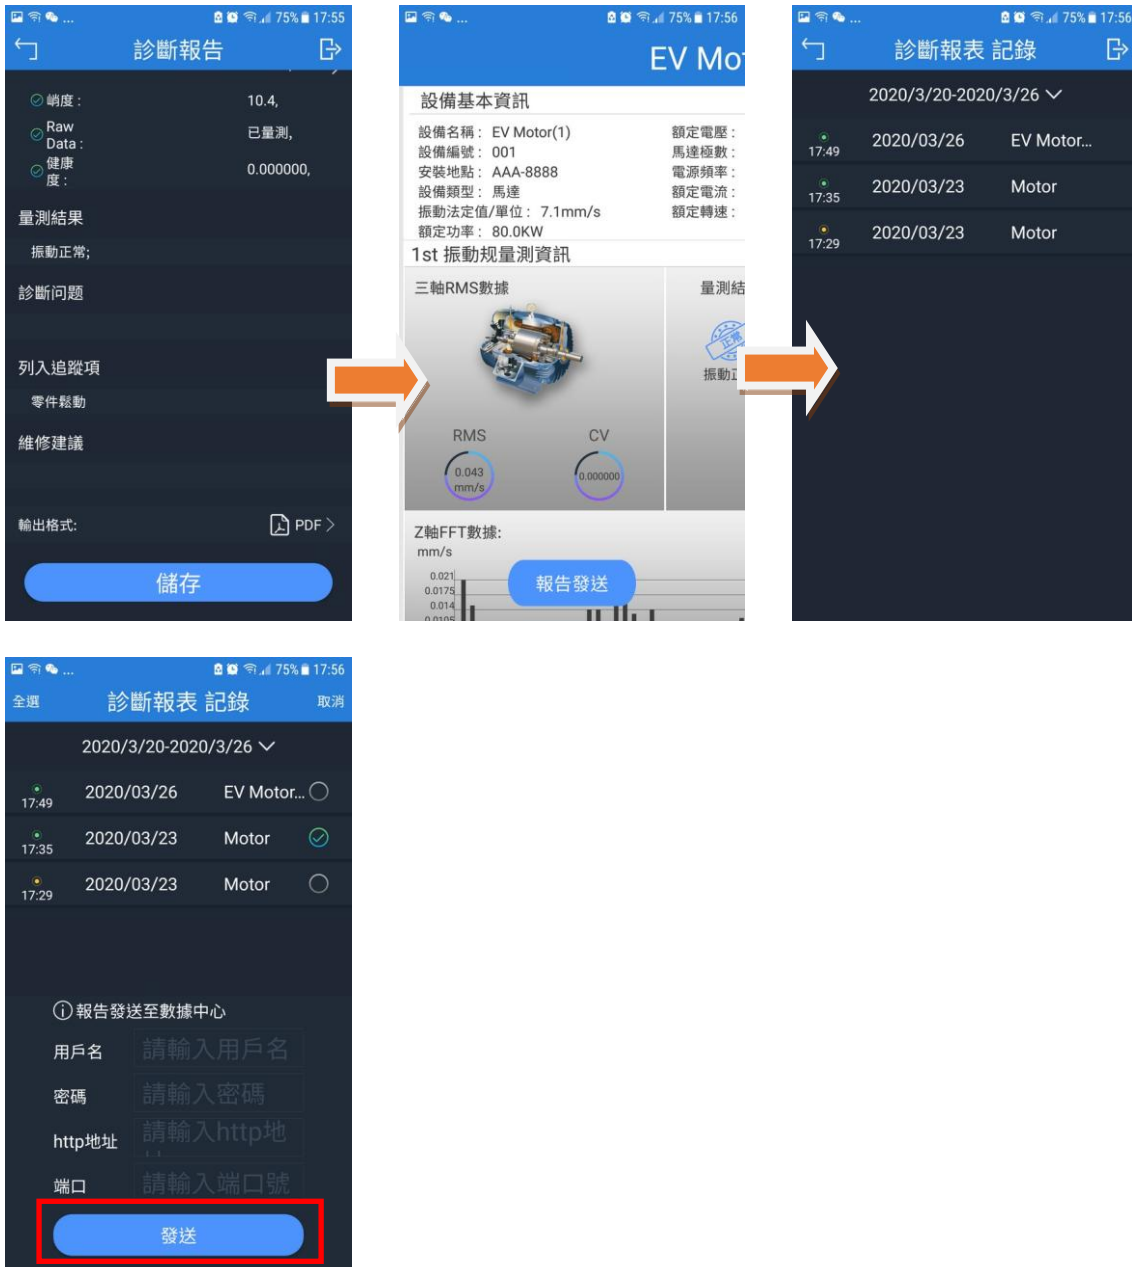 ... 75% 17:55
診斷報告
峭度 : 10.4,
Raw Data : 已量測,
健康度 : 0.000000,
量測結果
振動正常;
診断问题
列入追蹤項
零件鬆動
維修建議
輸出格式: PDF >
儲存
... 75% 17:56
EV Mo
設備基本資訊
設備名稱 : EV Motor(1) 額定電壓 :
設備編號 : 001 馬達極數 :
安裝地點 : AAA-8888 電源頻率 :
設備類型 : 馬達 額定電流 :
振動法定值/單位 : 7.1mm/s 額定轉速 :
額定功率 : 80.0KW
1st 振動规量測資訊
三軸RMS數據 量測結
正常
振動
RMS CV
0.043 mm/s 0.000000
Z軸FFT數據:
mm/s
0.021
0.0175
0.014
0.0105
報告發送
... 75% 17:56
診斷報表 記錄
2020/3/20-2020/3/26
17:49 2020/03/26 EV Motor...
17:35 2020/03/23 Motor
17:29 2020/03/23 Motor
... 75% 17:56
全選 診斷報表 記錄 取消
2020/3/20-2020/3/26
17:49 2020/03/26 EV Motor...
17:35 2020/03/23 Motor
17:29 2020/03/23 Motor
報告發送至數據中心
用戶名 請輸入用戶名
密碼 請輸入密碼
http地址 請輸入http地
端口 請輸入端口號
發送